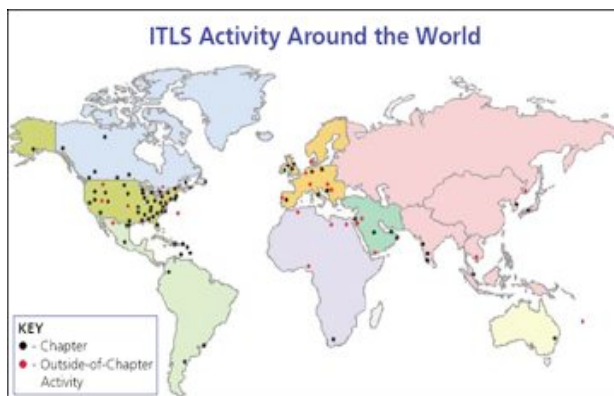 ITLS Activity Around the World
KEY
- Chapter
- Outside-of-Chapter
Activity